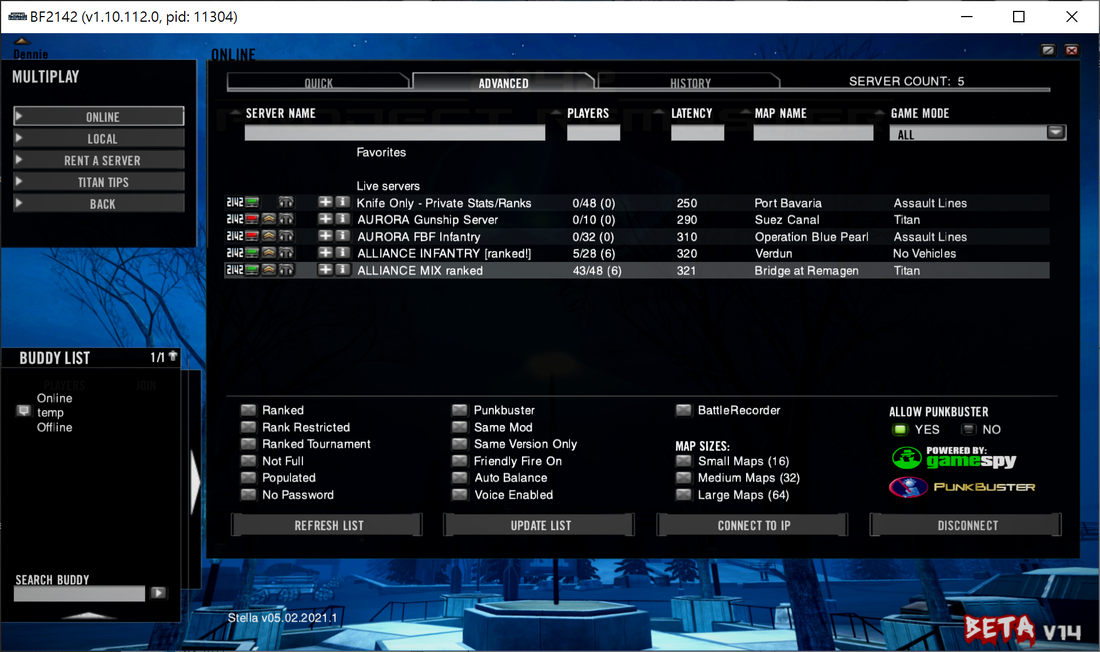 BF2142 (v1.10.112.0, pid: 11304)
Dennie
MULTIPLAY
ONLINE
LOCAL
RENT A SERVER
TITAN TIPS
BACK
ONLINE
QUICK ADVANCED HISTORY SERVER COUNT: 5
SERVER NAME PLAYERS LATENCY MAP NAME GAME MODE
ALL
Favorites
Live servers
2142 Knife Only - Private Stats/Ranks 0/48 (0) 250 Port Bavaria Assault Lines
2142 AURORA Gunship Server 0/10 (0) 290 Suez Canal Titan
2142 AURORA FBF Infantry 0/32 (0) 310 Operation Blue Pearl Assault Lines
2142 ALLIANCE INFANTRY [ranked!] 5/28 (6) 320 Verdun No Vehicles
2142 ALLIANCE MIX ranked 43/48 (6) 321 Bridge at Remagen Titan
BUDDY LIST 1/1
PLAYERS JOIN
Online
temp
Offline
SEARCH BUDDY
Ranked
Rank Restricted
Ranked Tournament
Not Full
Populated
No Password
Punkbuster
Same Mod
Same Version Only
Friendly Fire On
Auto Balance
Voice Enabled
BattleRecorder
MAP SIZES:
Small Maps (16)
Medium Maps (32)
Large Maps (64)
ALLOW PUNKBUSTER
YES NO
POWERED BY:
gamespy
PUNKBUSTER
REFRESH LIST UPDATE LIST CONNECT TO IP DISCONNECT
Stella v05.02.2021.1
BETA V14